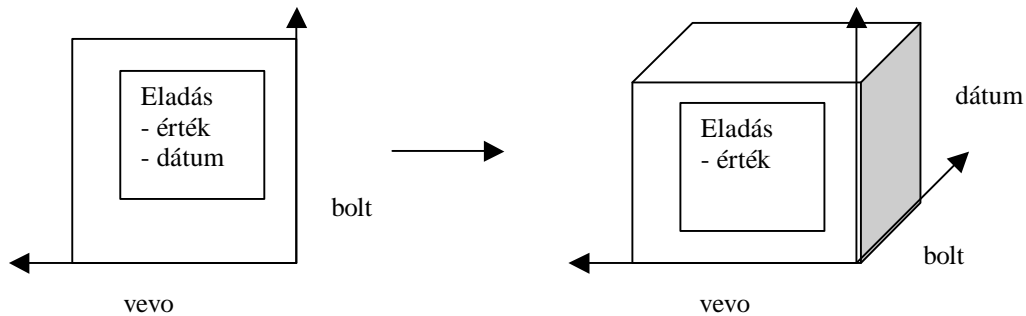 Eladás
- érték
- dátum
bolt
vevo
Eladás
- érték
dátum
bolt
vevo